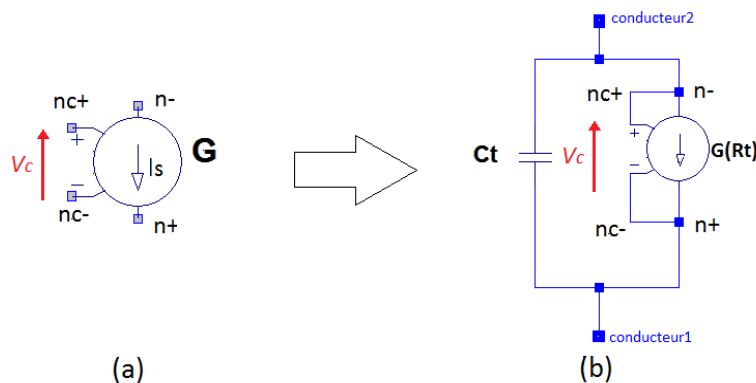 nc+
n-
+
Vc
G
Is
−
nc-
n+
(a)
conducteur2
nc+
n-
+
Ct
Vc
G(Rt)
−
nc-
n+
conducteur1
(b)